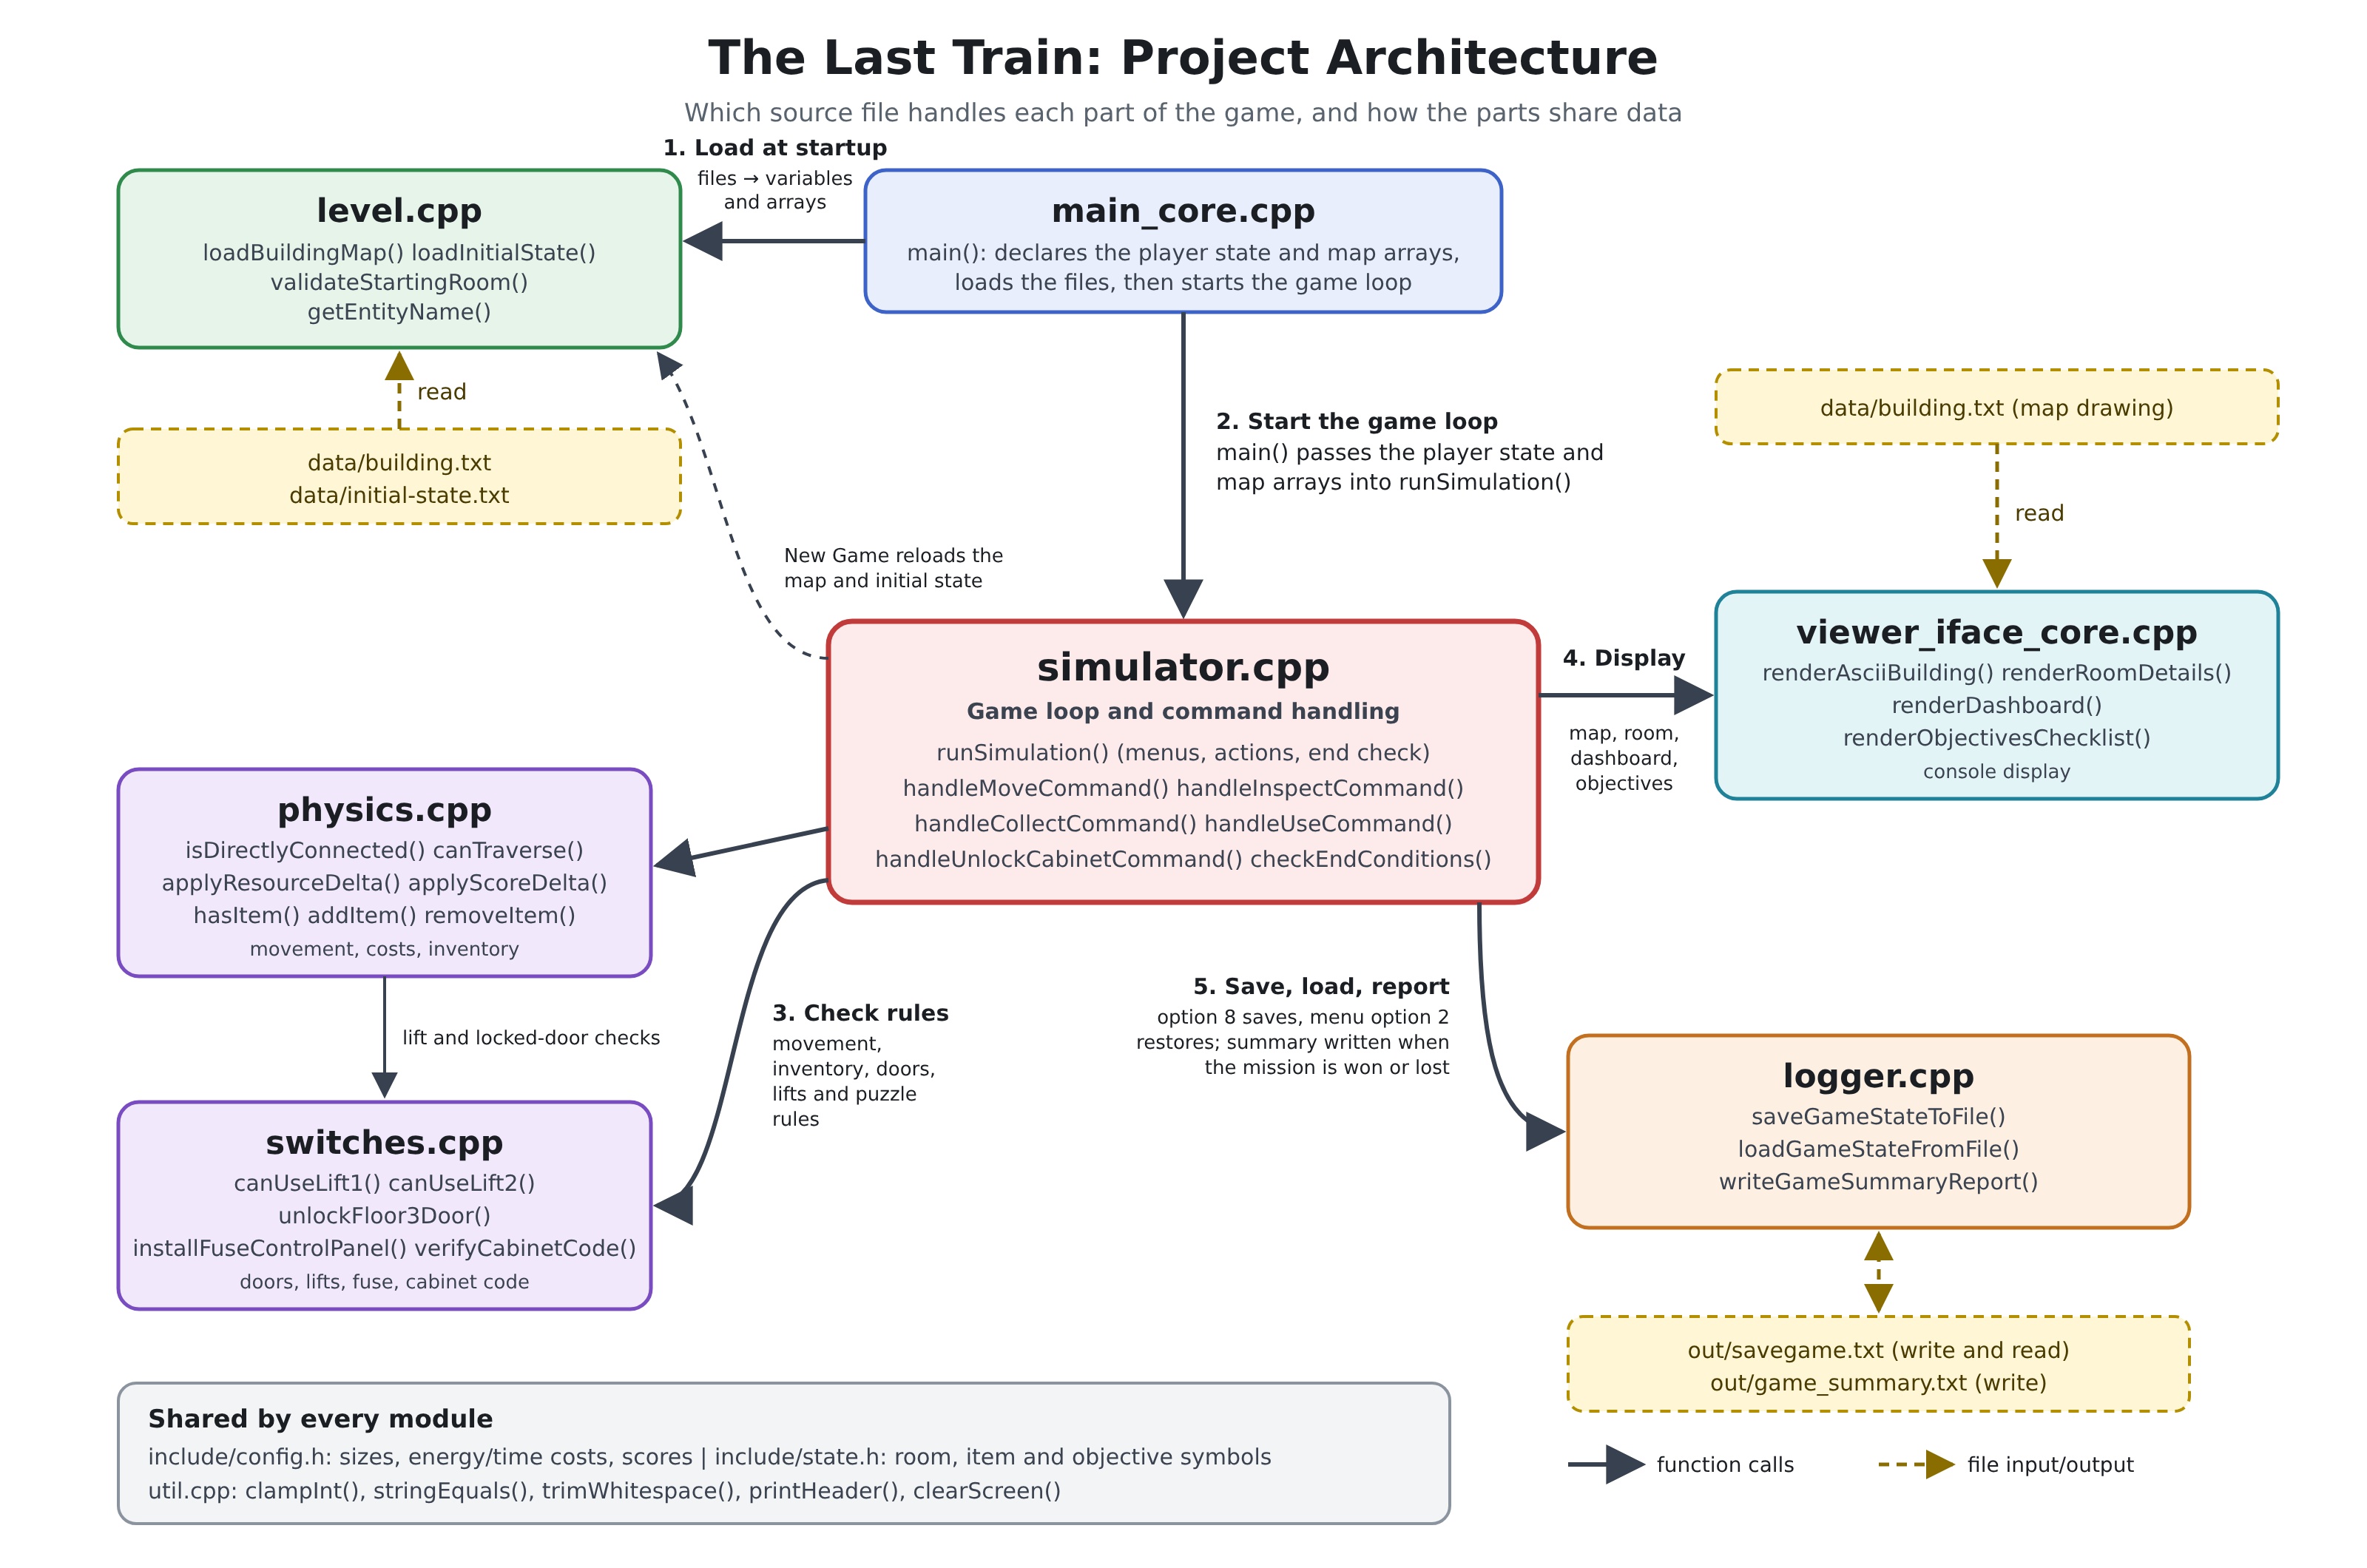 The Last Train: Project Architecture
Which source file handles each part of the game, and how the parts share data
1. Load at startup
files → variables
and arrays
level.cpp
loadBuildingMap() loadInitialState()
validateStartingRoom()
getEntityName()
main_core.cpp
main(): declares the player state and map arrays,
loads the files, then starts the game loop
read
data/building.txt
data/initial-state.txt
2. Start the game loop
main() passes the player state and
map arrays into runSimulation()
data/building.txt (map drawing)
read
New Game reloads the
map and initial state
simulator.cpp
Game loop and command handling
runSimulation() (menus, actions, end check)
handleMoveCommand() handleInspectCommand()
handleCollectCommand() handleUseCommand()
handleUnlockCabinetCommand() checkEndConditions()
4. Display
map, room,
dashboard,
objectives
viewer_iface_core.cpp
renderAsciiBuilding() renderRoomDetails()
renderDashboard()
renderObjectivesChecklist()
console display
physics.cpp
isDirectlyConnected() canTraverse()
applyResourceDelta() applyScoreDelta()
hasItem() addItem() removeItem()
movement, costs, inventory
lift and locked-door checks
3. Check rules
movement,
inventory, doors,
lifts and puzzle
rules
5. Save, load, report
option 8 saves, menu option 2
restores; summary written when
the mission is won or lost
switches.cpp
canUseLift1() canUseLift2()
unlockFloor3Door()
installFuseControlPanel() verifyCabinetCode()
doors, lifts, fuse, cabinet code
logger.cpp
saveGameStateToFile()
loadGameStateFromFile()
writeGameSummaryReport()
out/savegame.txt (write and read)
out/game_summary.txt (write)
Shared by every module
include/config.h: sizes, energy/time costs, scores | include/state.h: room, item and objective symbols
util.cpp: clampInt(), stringEquals(), trimWhitespace(), printHeader(), clearScreen()
function calls
file input/output